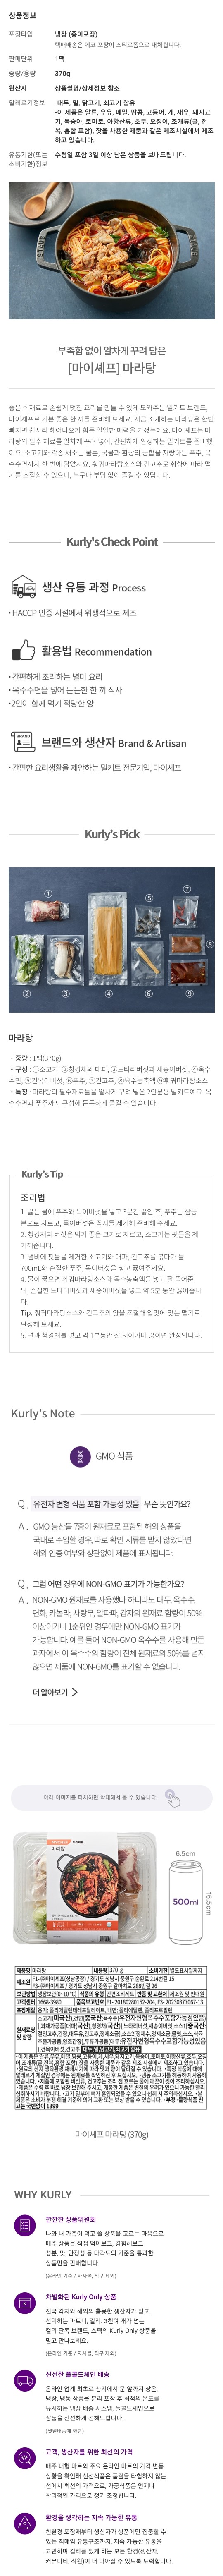 상품정보
포장타입 냉장 (종이포장)
택배배송은 에코 포장이 스티로폼으로 대체됩니다.
판매단위 1팩
중량/용량 370g
원산지 상품설명/상세정보 참조
알레르기정보 -대두, 밀, 닭고기, 쇠고기 함유
-이 제품은 알류, 우유, 메밀, 땅콩, 고등어, 게, 새우, 돼지고
기, 복숭아, 토마토, 아황산류, 호두, 오징어, 조개류(굴, 전
복, 홍합 포함), 잣을 사용한 제품과 같은 제조시설에서 제조
하고 있습니다.
유통기한(또는 소비기한)정보 수령일 포함 3일 이상 남은 상품을 보내드립니다.
부족함 없이 알차게 꾸려 담은
[마이셰프] 마라탕
좋은 식재료로 손쉽게 멋진 요리를 만들 수 있게 도와주는 밀키트 브랜드,
마이셰프로 기분 좋은 한 끼를 준비해 보세요. 지금 소개하는 마라탕은 한번
빠지면 쉽사리 헤어나오기 힘든 얼얼한 매력을 가졌는데요. 마이셰프는 마
라탕의 필수 재료를 알차게 꾸려 넣어, 간편하게 완성하는 밀키트를 준비했
어요. 소고기와 각종 채소는 물론, 국물과 환상의 궁합을 자랑하는 푸주, 옥
수수면까지 한 번에 담았지요. 훠궈마라탕소스와 건고추로 취향에 따라 맵
기를 조절할 수 있으니, 누구나 부담 없이 즐길 수 있답니다.
Kurly's Check Point
생산 유통 과정 Process
• HACCP 인증 시설에서 위생적으로 제조
활용법 Recommendation
• 간편하게 조리하는 별미 요리
• 옥수수면을 넣어 든든한 한 끼 식사
• 2인이 함께 먹기 적당한 양
BRAND
브랜드와 생산자 Brand & Artisan
• 간편한 요리생활을 제안하는 밀키트 전문기업, 마이셰프
Kurly's Pick
① ⑤ ⑦
⑧
② ③ ④ ⑥ ⑨
마라탕
• 중량 : 1팩(370g)
• 구성 : ①소고기, ②청경채와 대파, ③느타리버섯과 새송이버섯, ④옥수
수면, ⑤건목이버섯, ⑥푸주, ⑦건고추, ⑧육수농축액 ⑨훠궈마라탕소스
• 특징 : 마라탕의 필수재료들을 알차게 꾸려 넣은 2인분용 밀키트예요. 옥
수수면과 푸주까지 구성해 든든하게 즐길 수 있습니다.
Kurly's Tip
조리법
1. 끓는 물에 푸주와 목이버섯을 넣고 3분간 끓인 후, 푸주는 삼등
분으로 자르고, 목이버섯은 꼭지를 제거해 준비해 주세요.
2. 청경채과 버섯은 먹기 좋은 크기로 자르고, 소고기는 핏물을 제
거해줍니다.
3. 냄비에 핏물을 제거한 소고기와 대파, 건고추를 볶다가 물
700ml와 손질한 푸주, 목이버섯을 넣고 끓여주세요.
4. 물이 끓으면 훠궈마라탕소스와 육수농축액을 넣고 잘 풀어준
뒤, 손질한 느타리버섯과 새송이버섯을 넣고 약 5분 동안 끓여줍니
다.
Tip. 훠궈마라탕소스와 건고추의 양을 조절해 입맛에 맞는 맵기로
완성해 보세요.
5. 면과 청경채를 넣고 약 1분동안 잘 저어가며 끓이면 완성입니다.
Kurly's Note
GMO 식품
Q. 유전자 변형 식품 포함 가능성 있음 무슨 뜻인가요?
A. GMO 농산물 7종이 원재료로 포함된 해외 상품을
국내로 수입할 경우, 따로 확인 서류를 받지 않았다면
해외 인증 여부와 상관없이 제품에 표시됩니다.
Q. 그럼 어떤 경우에 NON-GMO 표기가 가능한가요?
A. NON-GMO 원재료를 사용했다 하더라도 대두, 옥수수,
면화, 카놀라, 사탕무, 알파파, 감자의 원재료 함량이 50%
이상이거나 1순위인 경우에만 NON-GMO 표기가
가능합니다. 예를 들어 NON-GMO 옥수수를 사용해 만든
과자에서 이 옥수수의 함량이 전체 원재료의 50%를 넘지
않으면 제품에 NON-GMO를 표기할 수 없습니다.
더 알아보기 >
아래 이미지를 터치하면 확대해서 볼 수 있습니다.
마라탕
6.5cm
500ml
16.5cm
제품명 마라탕 내용량 370 g 소비기한 별도표시일까지
마이셰프 마라탕 (370g)
WHY KURLY
깐깐한 상품위원회
나와 내 가족이 먹고 쓸 상품을 고르는 마음으로
매주 상품을 직접 먹어보고, 경험해보고
성분, 맛, 안정성 등 다각도의 기준을 통과한
상품만을 판매합니다.
(온라인 기준 / 자사몰, 직구 제외)
차별화된 Kurly Only 상품
전국 각지와 해외의 훌륭한 생산자가 믿고
선택하는 파트너, 컬리. 3천여 개가 넘는
컬리 단독 브랜드, 스펙의 Kurly Only 상품을
믿고 만나보세요.
(온라인 기준 / 자사몰, 직구 제외)
신선한 풀콜드체인 배송
온라인 업계 최초로 산지에서 문 앞까지 상온,
냉장, 냉동 상품을 분리 포장 후 최적의 온도를
유지하는 냉장 배송 시스템, 풀콜드체인으로
상품을 신선하게 전해드립니다.
(샛별배송에 한함)
고객, 생산자를 위한 최선의 가격
매주 대형 마트와 주요 온라인 마트의 가격 변동
상황을 확인해 신선식품은 품질을 타협하지 않는
선에서 최선의 가격으로, 가공식품은 언제나
합리적인 가격으로 정기 조정합니다.
환경을 생각하는 지속 가능한 유통
친환경 포장재부터 생산자가 상품에만 집중할 수
있는 직매입 유통구조까지, 지속 가능한 유통을
고민하며 컬리를 있게 하는 모든 환경(생산자,
커뮤니티, 직원)이 더 나아질 수 있도록 노력합니다.